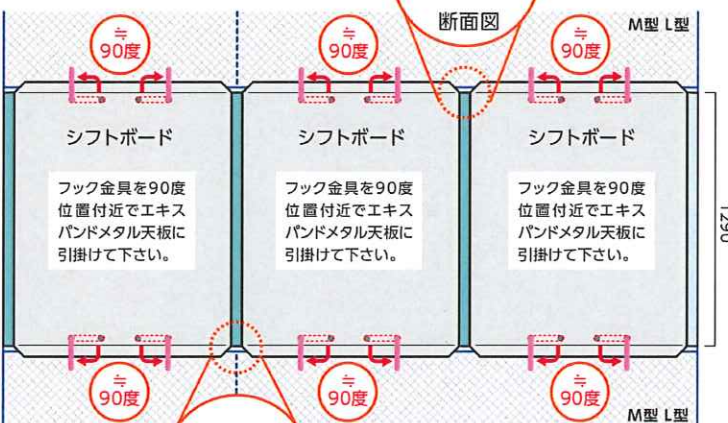 断面図
M型 L型
≒
90度
≒
90度
≒
90度
シフトボード
シフトボード
シフトボード
フック金具を90度
位置付近でエキス
パンドメタル天板に
引掛けて下さい。
フック金具を90度
位置付近でエキス
パンドメタル天板に
引掛けて下さい。
フック金具を90度
位置付近でエキス
パンドメタル天板に
引掛けて下さい。
1290
≒
90度
≒
90度
≒
90度
M型 L型